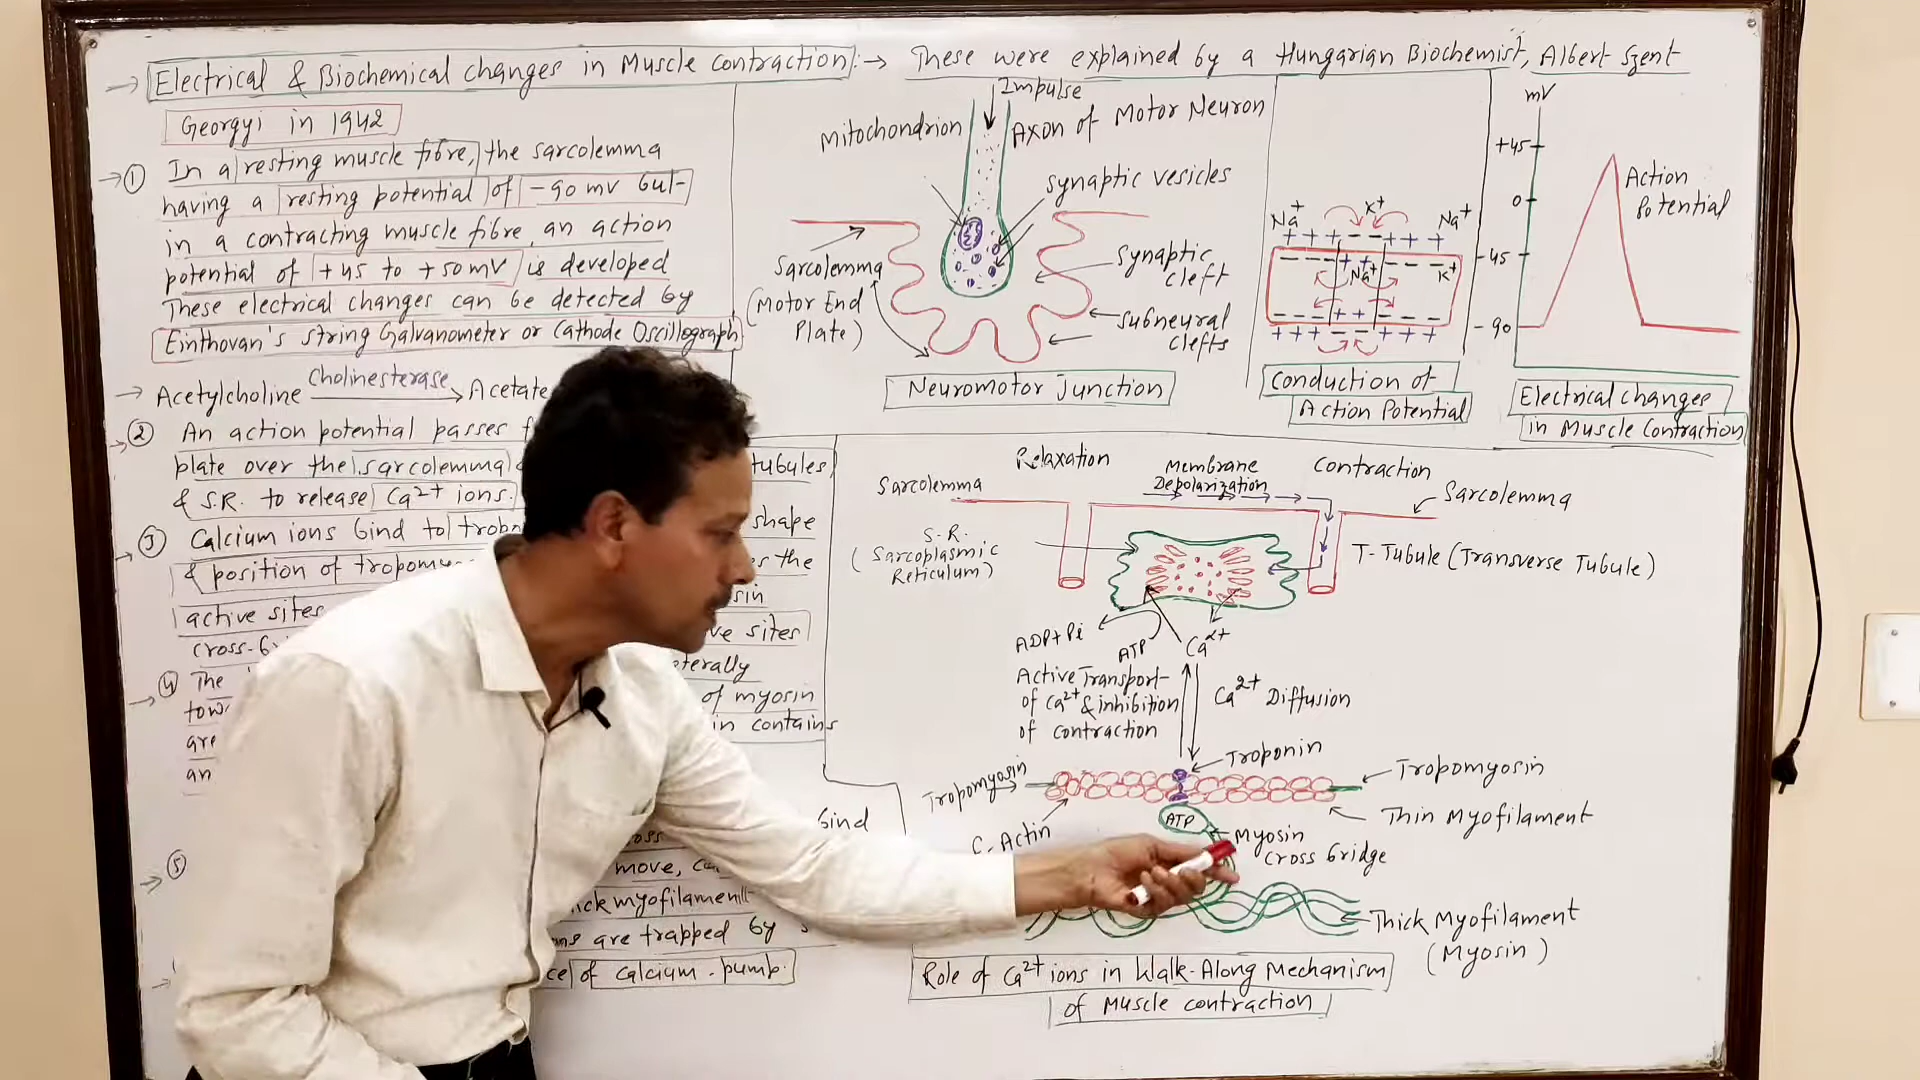 → Electrical & Biochemical changes in Muscle contraction :→ These were explained by a Hungarian Biochemist, Albert Szent
Georgyi in 1942
→ ① In a resting muscle fibre, the sarcolemma
having a resting potential of -90 mv but
in a contracting muscle fibre, an action
potential of +45 to +50 mV is developed
These electrical changes can be detected by
Einthovan's string Galvanometer or Cathode Oscillograph
→ Acetylcholine Cholinesterase → Acetate
→ ② An action potential passes
plate over the sarcolemma tubules
& S.R. to release Ca2+ ions.
→ ③ Calcium ions bind to shape
& position of the
active sites sin
sites
→ ④ The terally
of myosin
are in contains
an
bind
→ ⑤ move,
ick myofilament
are trapped by
→ of calcium-pump.
Impulse
Mitochondrion
Axon of Motor Neuron
synaptic vesicles
Sarcolemma
(Motor End
Plate)
synaptic
cleft
subneural
clefts
Neuromotor Junction
Na+ K+ Na+
+ + + - - + + + +
- - - + + - - -
Na+ K+
- - - + + - - -
+ + + - - + + + +
Conduction of
Action Potential
mV
+45
0
-45
-90
Action
Potential
Electrical changes
in Muscle Contraction
Relaxation
Membrane
Depolarization
Contraction
Sarcolemma
Sarcolemma
S.R.
(Sarcoplasmic
Reticulum)
T-Tubule (Transverse Tubule)
ADP+Pi
ATP
Ca2+
Active Transport
of Ca2+ & inhibition
of contraction
Ca2+ Diffusion
Troponin
Tropomyosin
Tropomyosin
C. Actin
Thin Myofilament
ATP
Myosin
cross bridge
Thick Myofilament
(Myosin)
Role of Ca2+ ions in Walk-Along Mechanism
of Muscle contraction